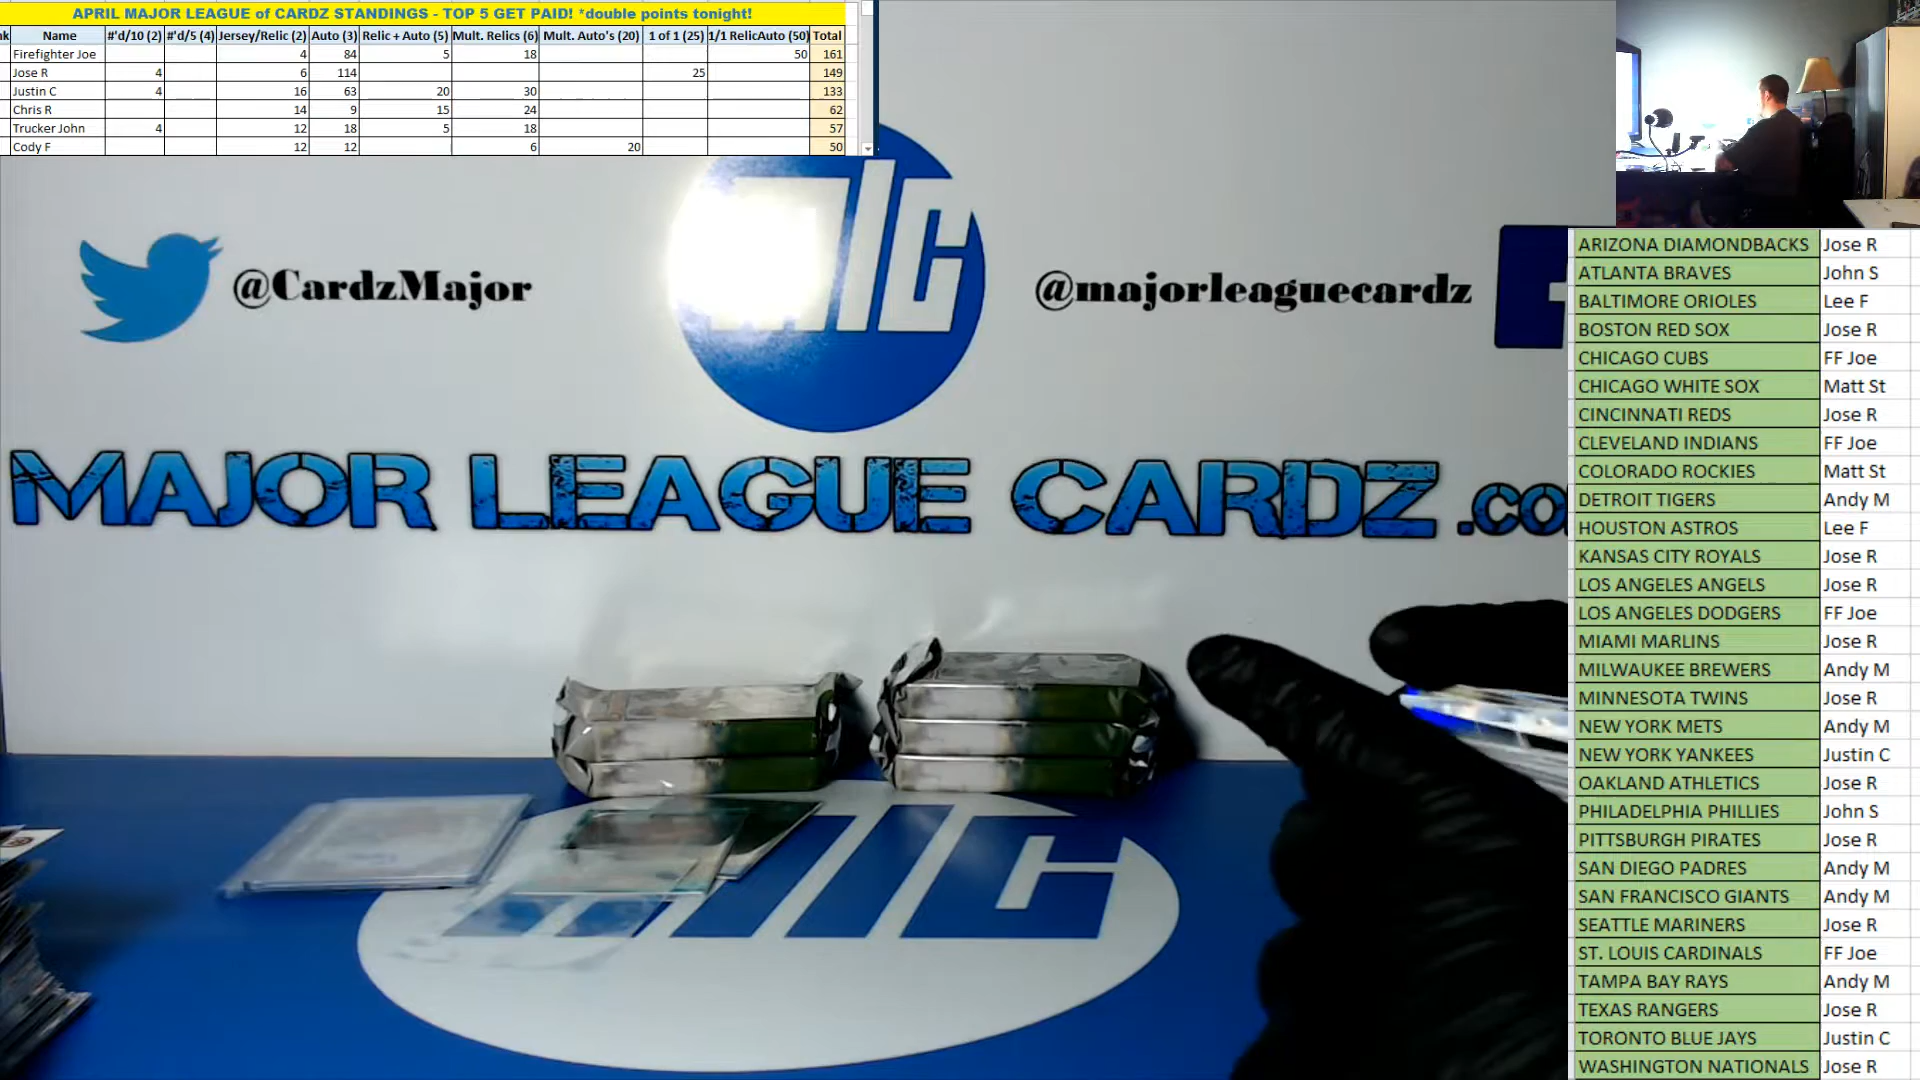 APRIL MAJOR LEAGUE of CARDZ STANDINGS - TOP 5 GET PAID! *double points tonight!
nk Name #'d/10 (2) #'d/5 (4) Jersey/Relic (2) Auto (3) Relic + Auto (5) Mult. Relics (6) Mult. Auto's (20) 1 of 1 (25) 1/1 RelicAuto (50) Total
Firefighter Joe 4 84 5 18 50 161
Jose R 4 6 114 25 149
Justin C 4 16 63 20 30 133
Chris R 14 9 15 24 62
Trucker John 4 12 18 5 18 57
Cody F 12 12 6 20 50
mlc
@CardzMajor
@majorleaguecardz
MAJOR LEAGUE CARDZ .co
mlc
ARIZONA DIAMONDBACKS Jose R
ATLANTA BRAVES John S
BALTIMORE ORIOLES Lee F
BOSTON RED SOX Jose R
CHICAGO CUBS FF Joe
CHICAGO WHITE SOX Matt St
CINCINNATI REDS Jose R
CLEVELAND INDIANS FF Joe
COLORADO ROCKIES Matt St
DETROIT TIGERS Andy M
HOUSTON ASTROS Lee F
KANSAS CITY ROYALS Jose R
LOS ANGELES ANGELS Jose R
LOS ANGELES DODGERS FF Joe
MIAMI MARLINS Jose R
MILWAUKEE BREWERS Andy M
MINNESOTA TWINS Jose R
NEW YORK METS Andy M
NEW YORK YANKEES Justin C
OAKLAND ATHLETICS Jose R
PHILADELPHIA PHILLIES John S
PITTSBURGH PIRATES Jose R
SAN DIEGO PADRES Andy M
SAN FRANCISCO GIANTS Andy M
SEATTLE MARINERS Jose R
ST. LOUIS CARDINALS FF Joe
TAMPA BAY RAYS Andy M
TEXAS RANGERS Jose R
TORONTO BLUE JAYS Justin C
WASHINGTON NATIONALS Jose R